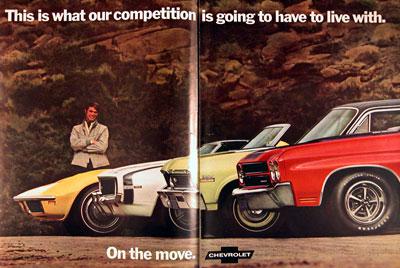 This is what our competition is going to have to live with.
On the move. CHEVROLET